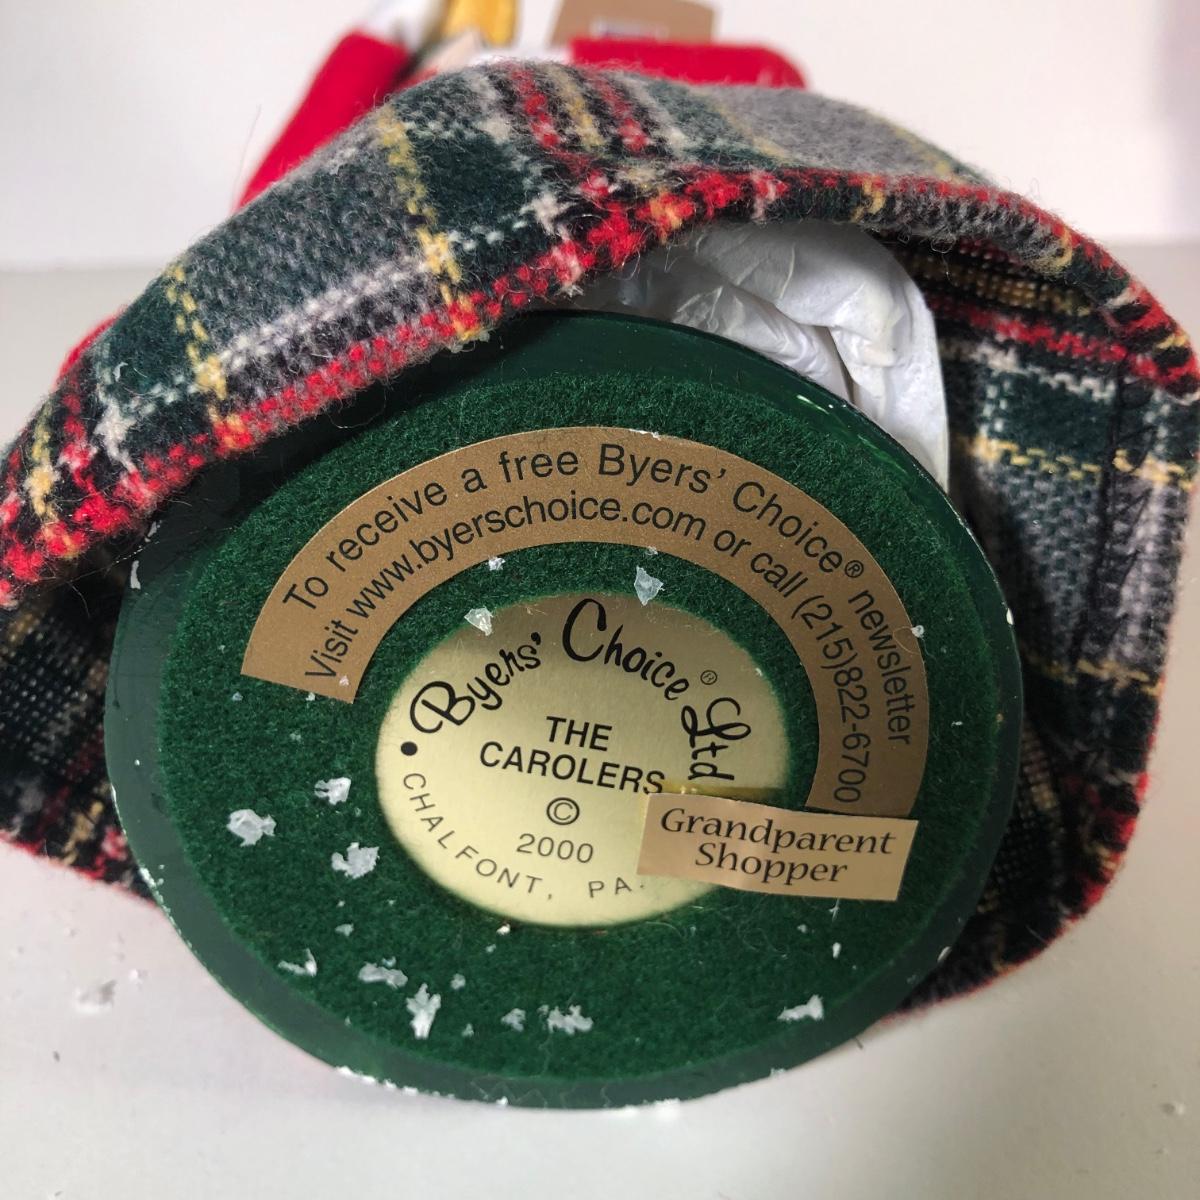 To receive a free Byers' Choice® newsletter
Visit www.byerschoice.com or call (215)822-6700
Byers' Choice® Ltd
THE
CAROLERS
©
2000
• CHALFONT, PA.
Grandparent
Shopper